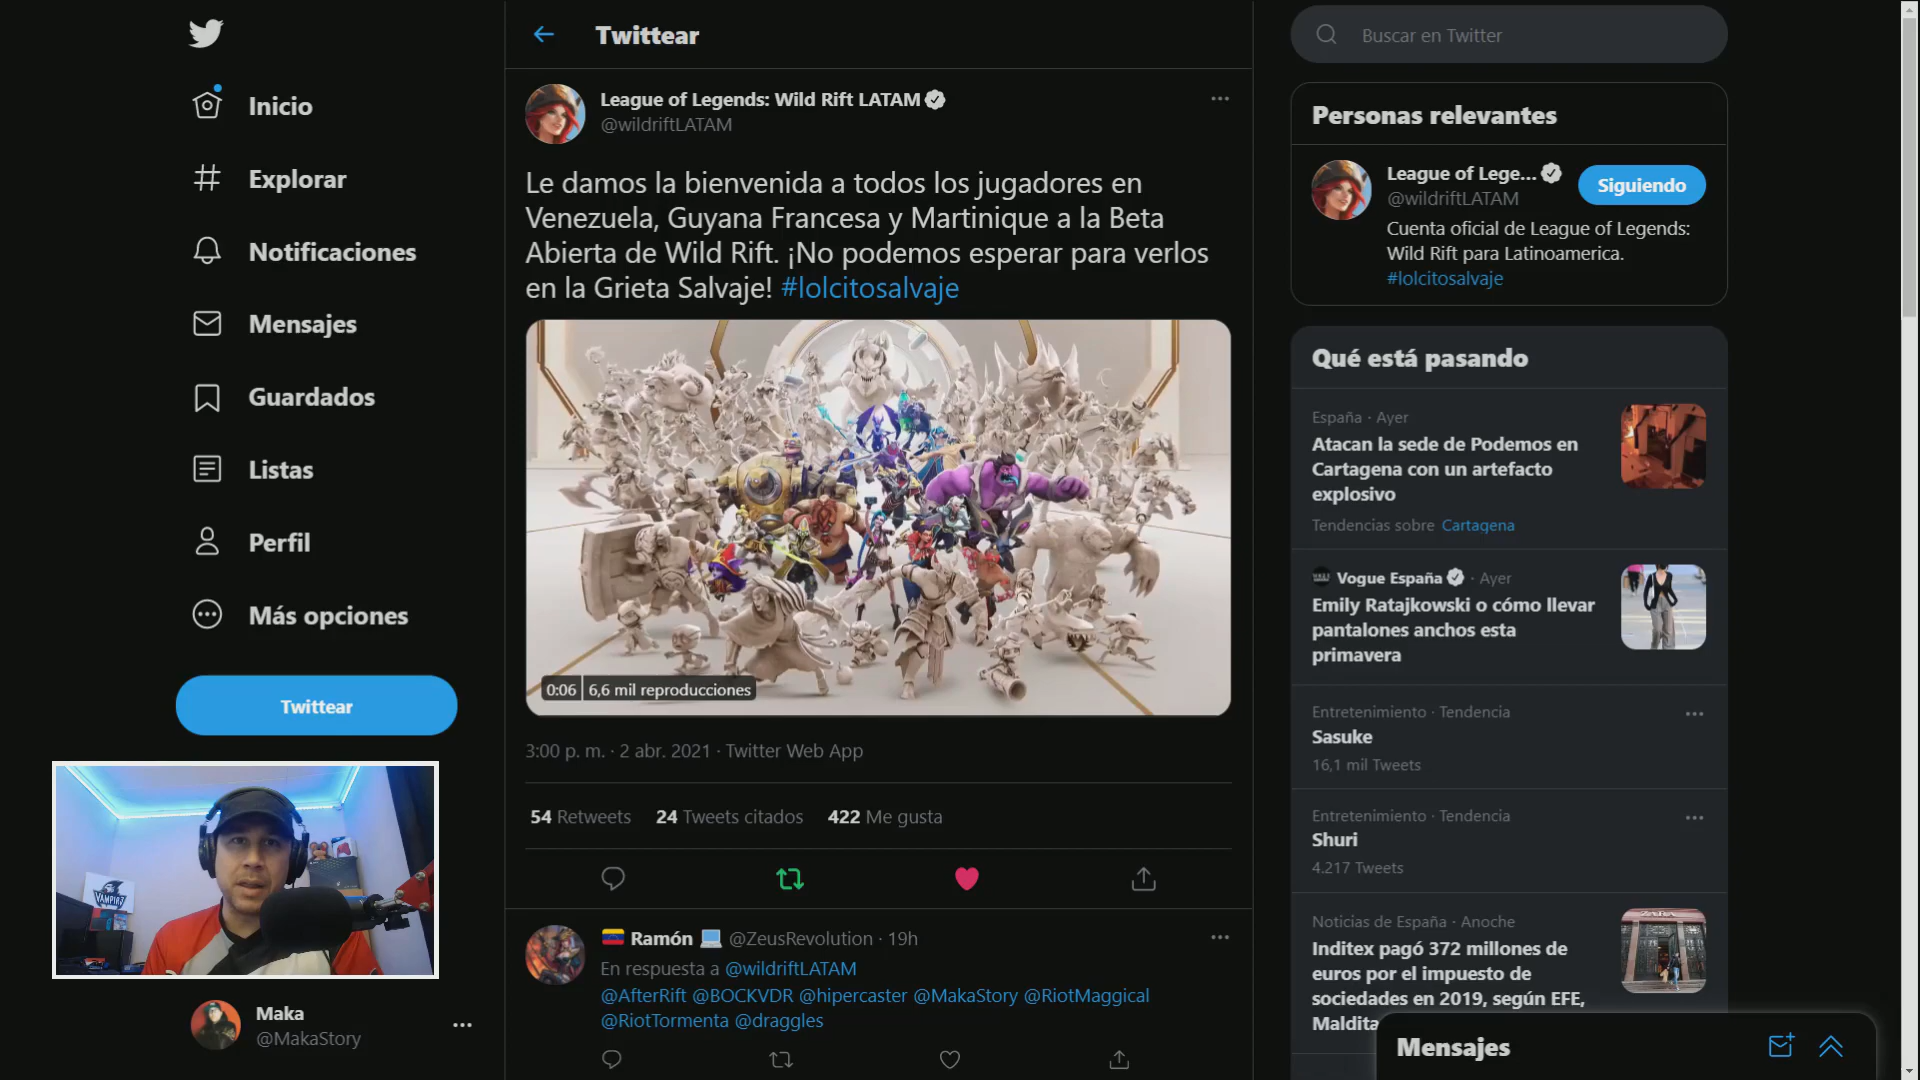 Inicio
Explorar
Notificaciones
Mensajes
Guardados
Listas
Perfil
Más opciones
Twittear
VAMPIRZ
Maka
@MakaStory
Twittear
League of Legends: Wild Rift LATAM
@wildriftLATAM
Le damos la bienvenida a todos los jugadores en
Venezuela, Guyana Francesa y Martinique a la Beta
Abierta de Wild Rift. ¡No podemos esperar para verlos
en la Grieta Salvaje! #lolcitosalvaje
0:06 6,6 mil reproducciones
3:00 p. m. · 2 abr. 2021 · Twitter Web App
54 Retweets 24 Tweets citados 422 Me gusta
Ramón @ZeusRevolution · 19h
En respuesta a @wildriftLATAM
@AfterRift @BOCKVDR @hipercaster @MakaStory @RiotMaggical
@RiotTormenta @draggles
Buscar en Twitter
Personas relevantes
League of Lege...
@wildriftLATAM
Siguiendo
Cuenta oficial de League of Legends:
Wild Rift para Latinoamerica.
#lolcitosalvaje
Qué está pasando
España · Ayer
Atacan la sede de Podemos en
Cartagena con un artefacto
explosivo
Tendencias sobre Cartagena
Vogue España · Ayer
Emily Ratajkowski o cómo llevar
pantalones anchos esta
primavera
Entretenimiento · Tendencia
Sasuke
16,1 mil Tweets
Entretenimiento · Tendencia
Shuri
4.217 Tweets
Noticias de España · Anoche
Inditex pagó 372 millones de
euros por el impuesto de
sociedades en 2019, según EFE,
Maldita
ZARA
Mensajes